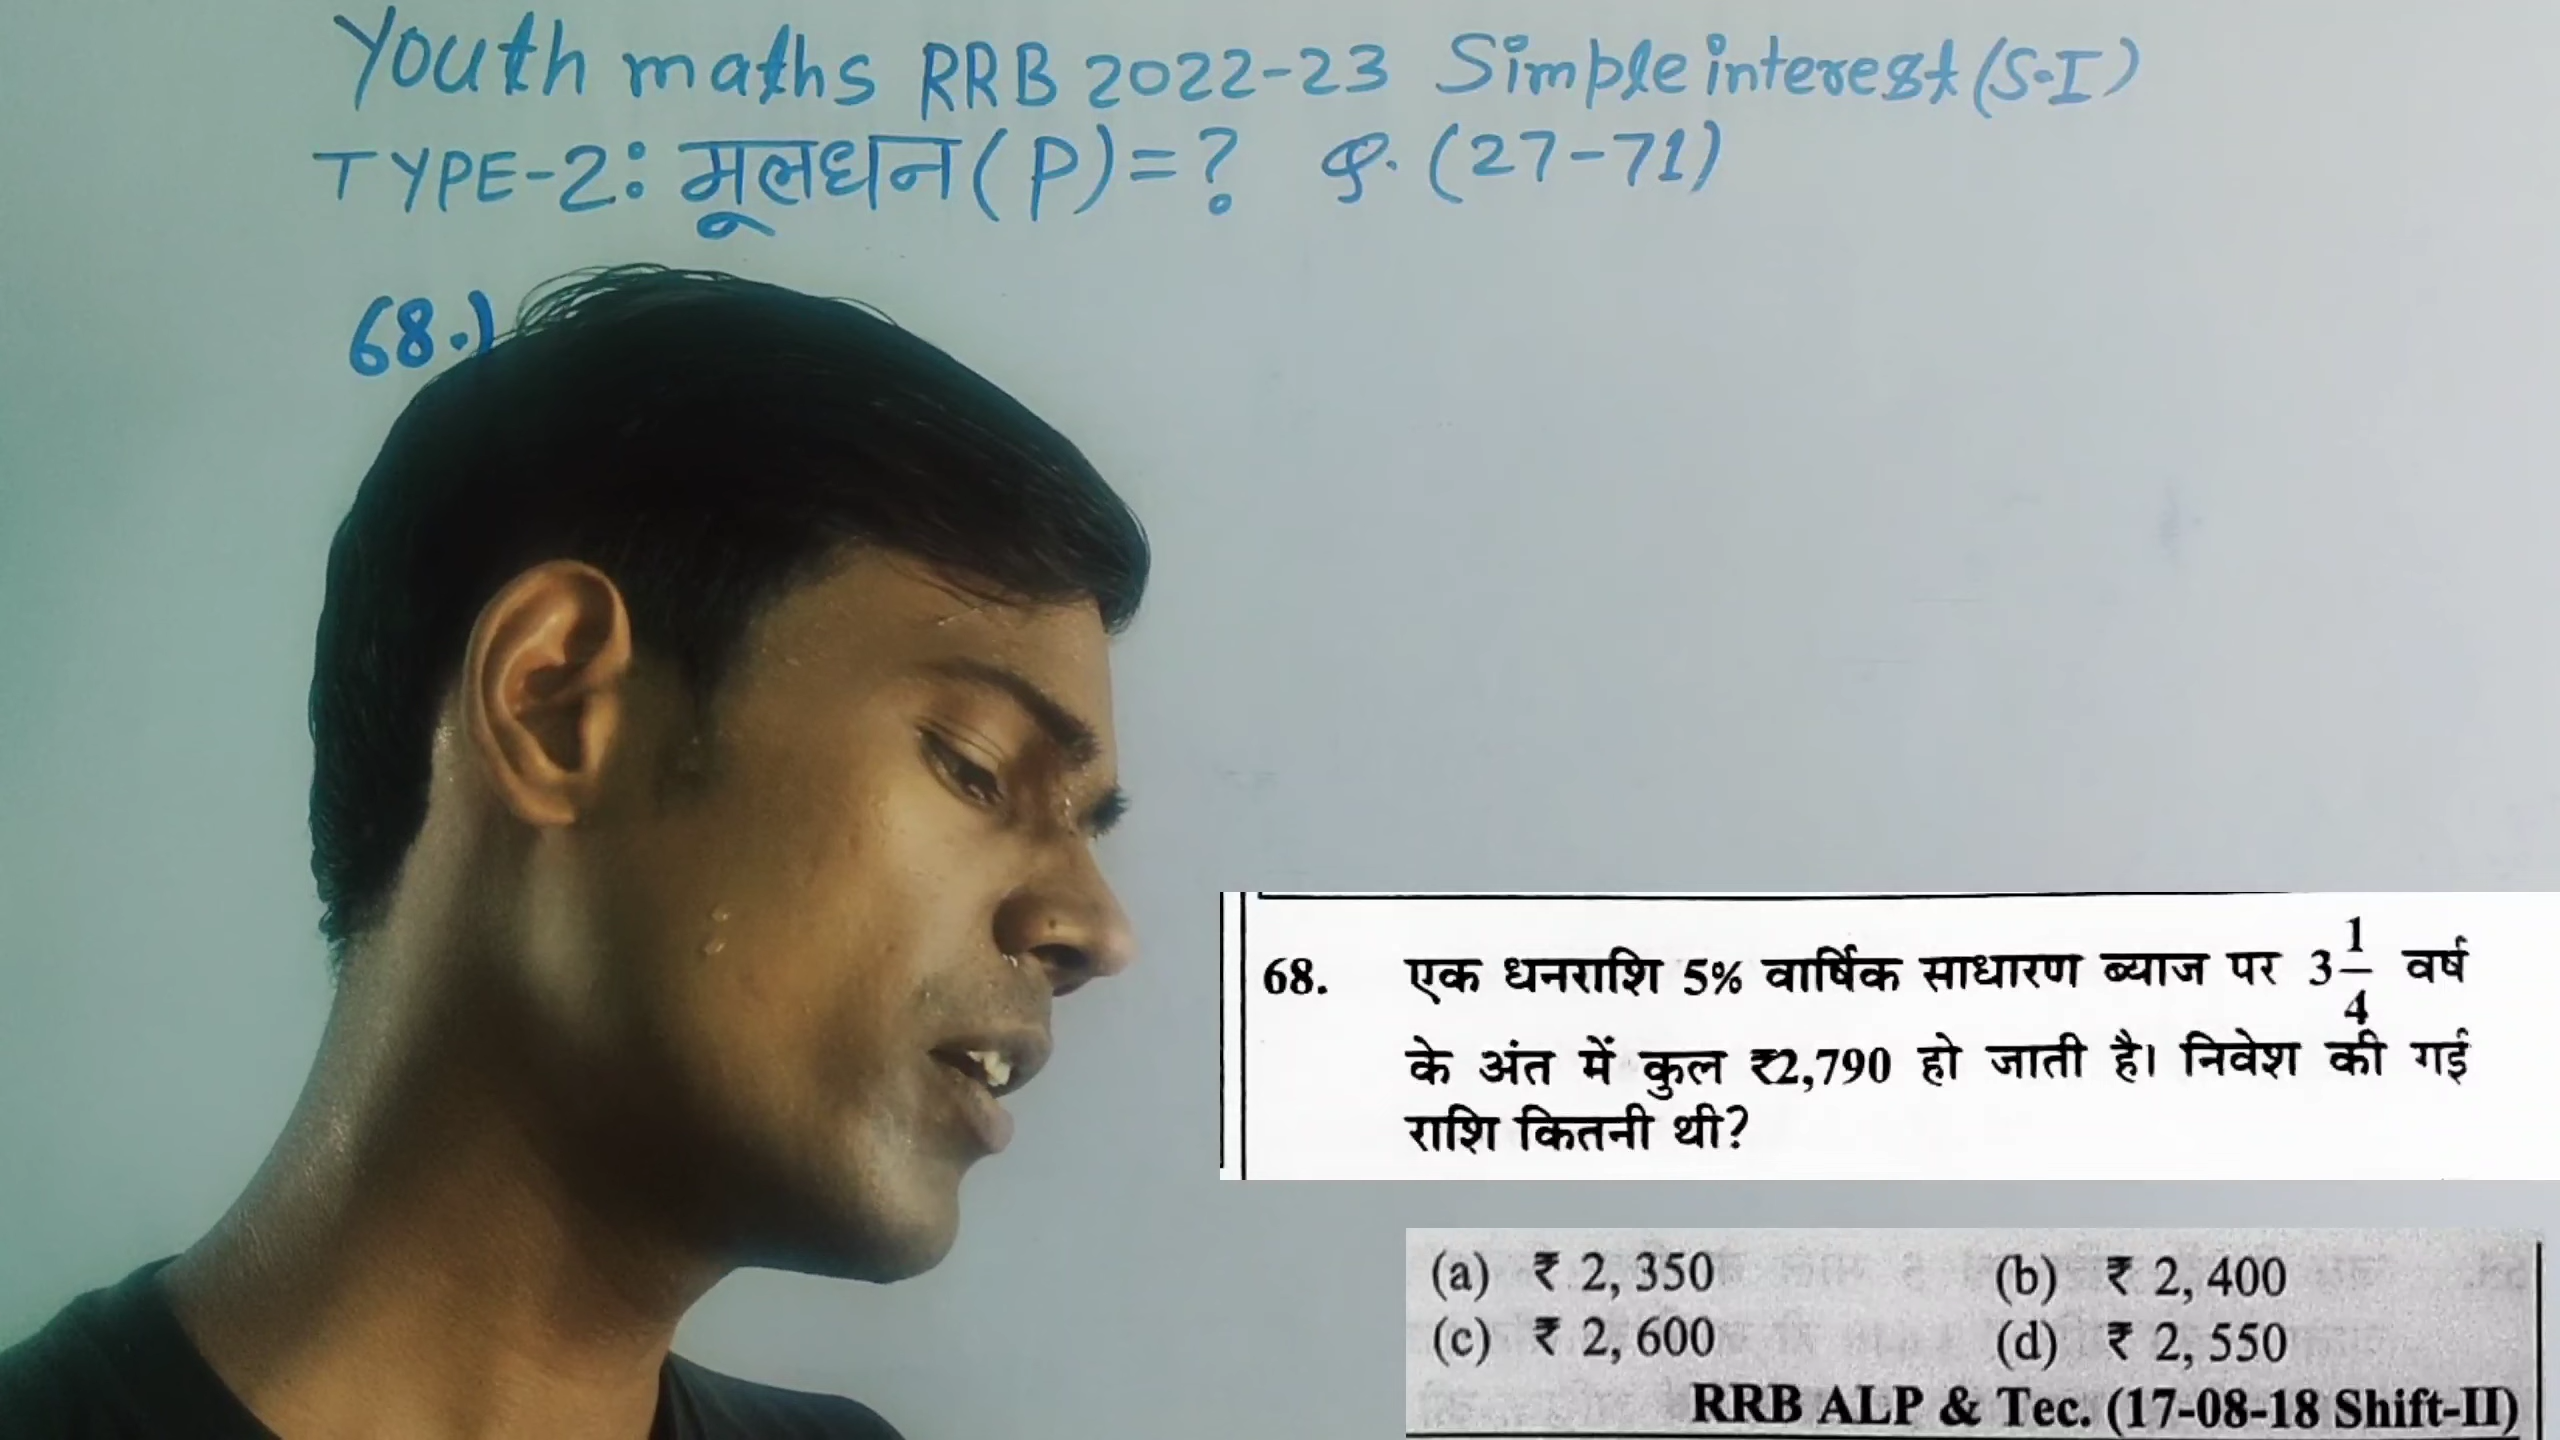 Youth maths RRB 2022-23 Simple interest (S.I)
TYPE-2: मूलधन (P) = ? Q. (27-71)
68.)
68. एक धनराशि 5% वार्षिक साधारण ब्याज पर 3 1/4 वर्ष
के अंत में कुल ₹2,790 हो जाती है। निवेश की गई
राशि कितनी थी?
(a) ₹ 2, 350 (b) ₹ 2, 400
(c) ₹ 2, 600 (d) ₹ 2, 550
RRB ALP & Tec. (17-08-18 Shift-II)